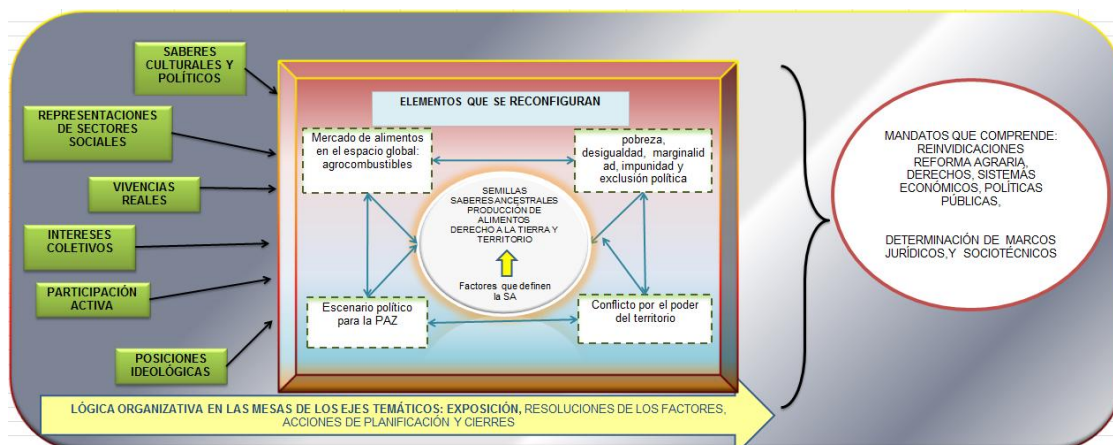 SABERES
CULTURALES Y
POLÍTICOS
REPRESENTACIONES
DE SECTORES
SOCIALES
VIVENCIAS
REALES
INTERESES
COLETIVOS
PARTICIPACIÓN
ACTIVA
POSICIONES
IDEOLÓGICAS
ELEMENTOS QUE SE RECONFIGURAN
Mercado de alimentos
en el espacio global:
agrocombustibles
pobreza,
desigualdad, marginalid
ad, impunidad y
exclusión política
SEMILLAS
SABERES ANCESTRALES
PRODUCCIÓN DE
ALIMENTOS
DERECHO A LA TIERRA Y
TERRITORIO
Factores que definen
la SA
Escenario político
para la PAZ
Conflicto por el poder
del territorio
MANDATOS QUE COMPRENDE:
REINVIDICACIONES
REFORMA AGRARIA,
DERECHOS, SISTEMAS
ECONÓMICOS, POLÍTICAS
PÚBLICAS,
DETERMINACIÓN DE MARCOS
JURÍDICOS,Y SOCIOTÉCNICOS
LÓGICA ORGANIZATIVA EN LAS MESAS DE LOS EJES TEMÁTICOS: EXPOSICIÓN, RESOLUCIONES DE LOS FACTORES,
ACCIONES DE PLANIFICACIÓN Y CIERRES